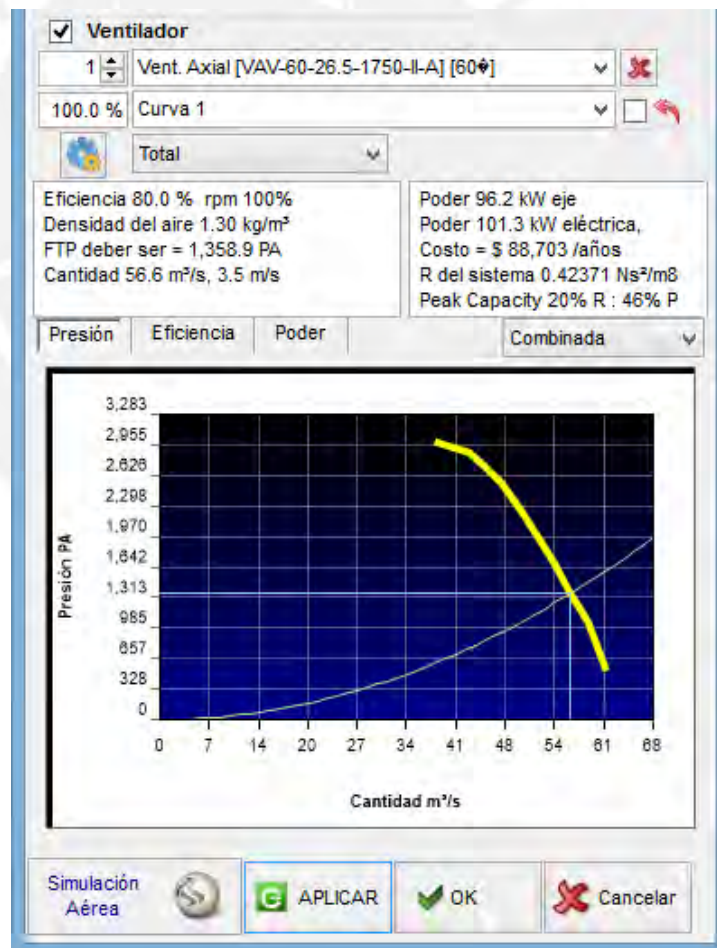 Ventilador
1 Vent. Axial [VAV-60-26.5-1750-II-A] [60�]
100.0 % Curva 1
Total
Eficiencia 80.0 % rpm 100%
Densidad del aire 1.30 kg/m³
FTP deber ser = 1,358.9 PA
Cantidad 56.6 m³/s, 3.5 m/s
Poder 96.2 kW eje
Poder 101.3 kW eléctrica,
Costo = $ 88,703 /años
R del sistema 0.42371 Ns²/m8
Peak Capacity 20% R : 46% P
Presión Eficiencia Poder Combinada
3,283
2,955
2,626
2,298
1,970
1,642
1,313
985
657
328
0
Presión PA
0 7 14 20 27 34 41 48 54 61 68
Cantidad m³/s
Simulación
Aérea
APLICAR
OK
Cancelar